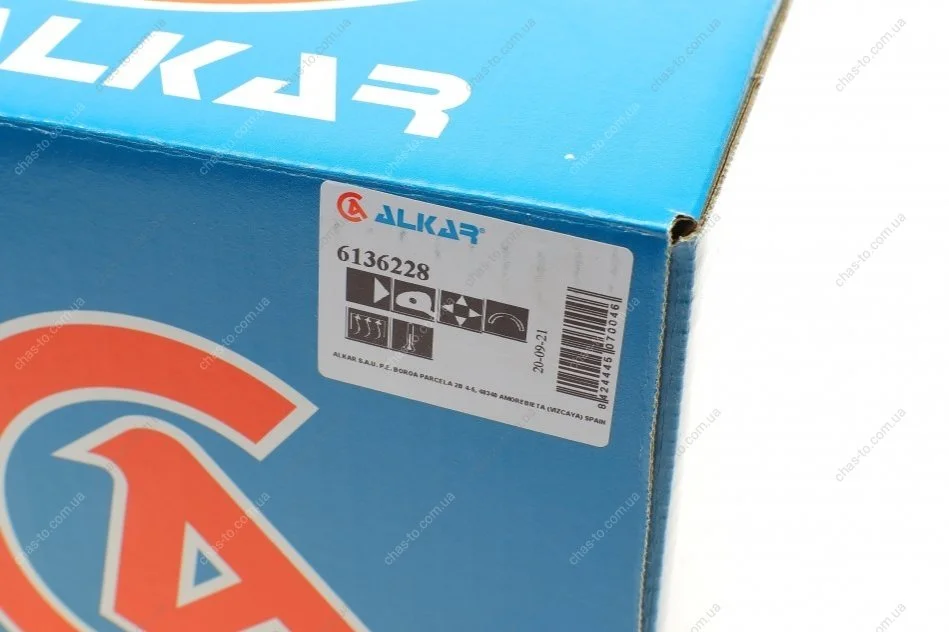 ALKAR
ALKAR®
6136228
20-09-21
8424445070046
ALKAR S.A.U. P.E. BOROA PARCELA 2B 4-5, 48340 AMOREBIETA (VIZCAYA) SPAIN
chas-to.com.ua